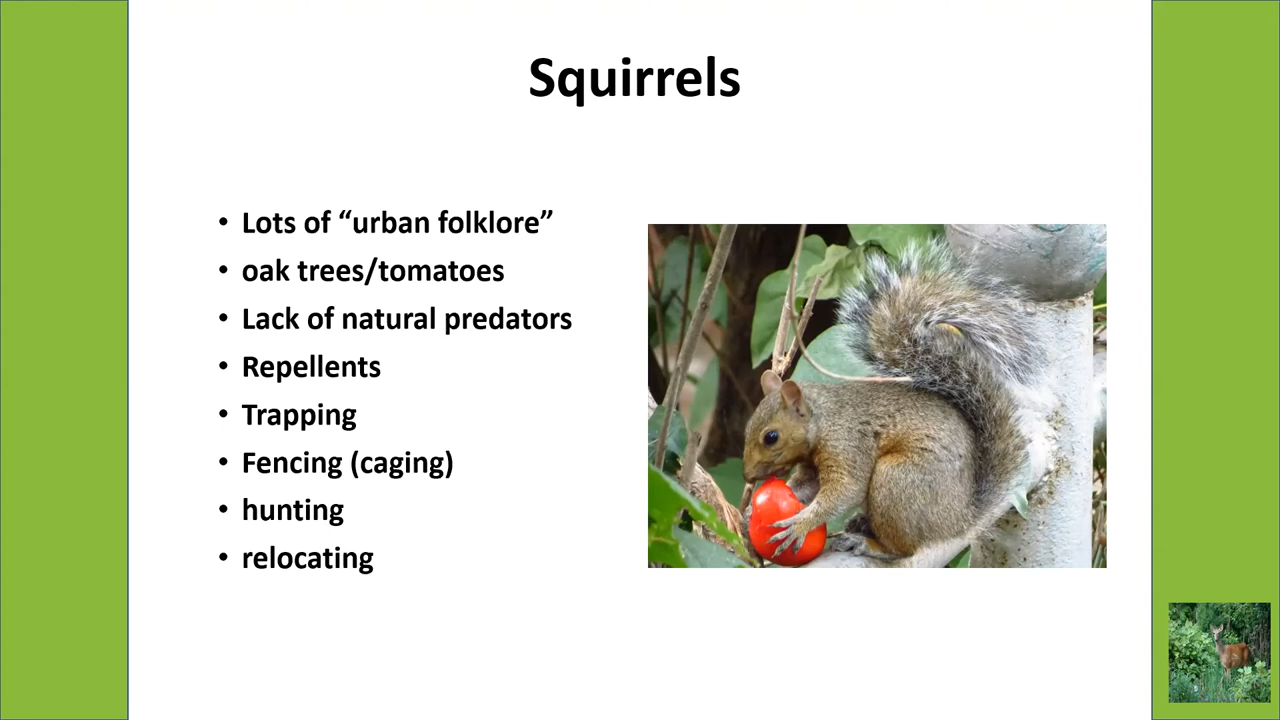 Squirrels
• Lots of “urban folklore”
• oak trees/tomatoes
• Lack of natural predators
• Repellents
• Trapping
• Fencing (caging)
• hunting
• relocating